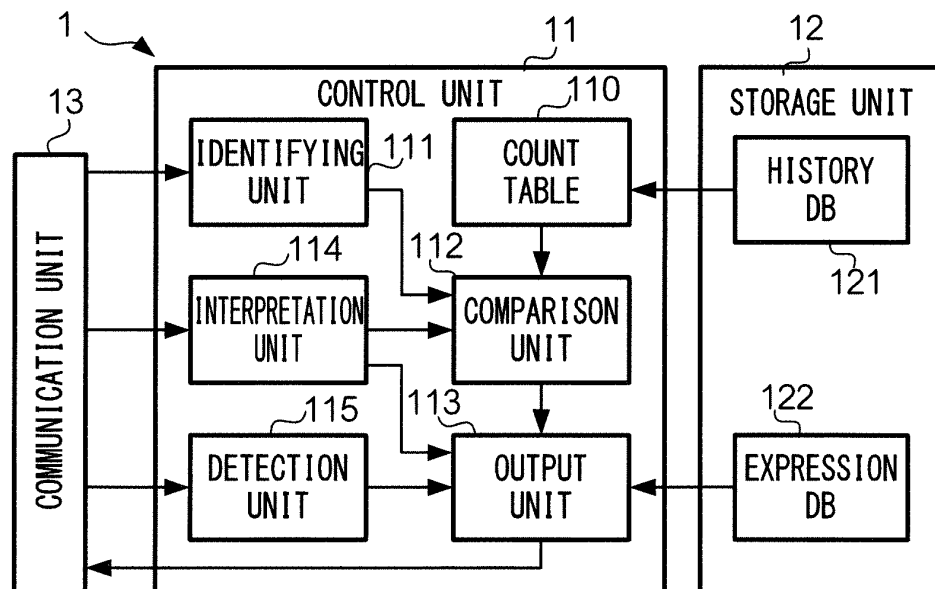 1
11
12
13
CONTROL UNIT
110
STORAGE UNIT
IDENTIFYING
UNIT
111
COUNT
TABLE
HISTORY
DB
121
COMMUNICATION UNIT
114
112
INTERPRETATION
UNIT
COMPARISON
UNIT
115
113
122
DETECTION
UNIT
OUTPUT
UNIT
EXPRESSION
DB